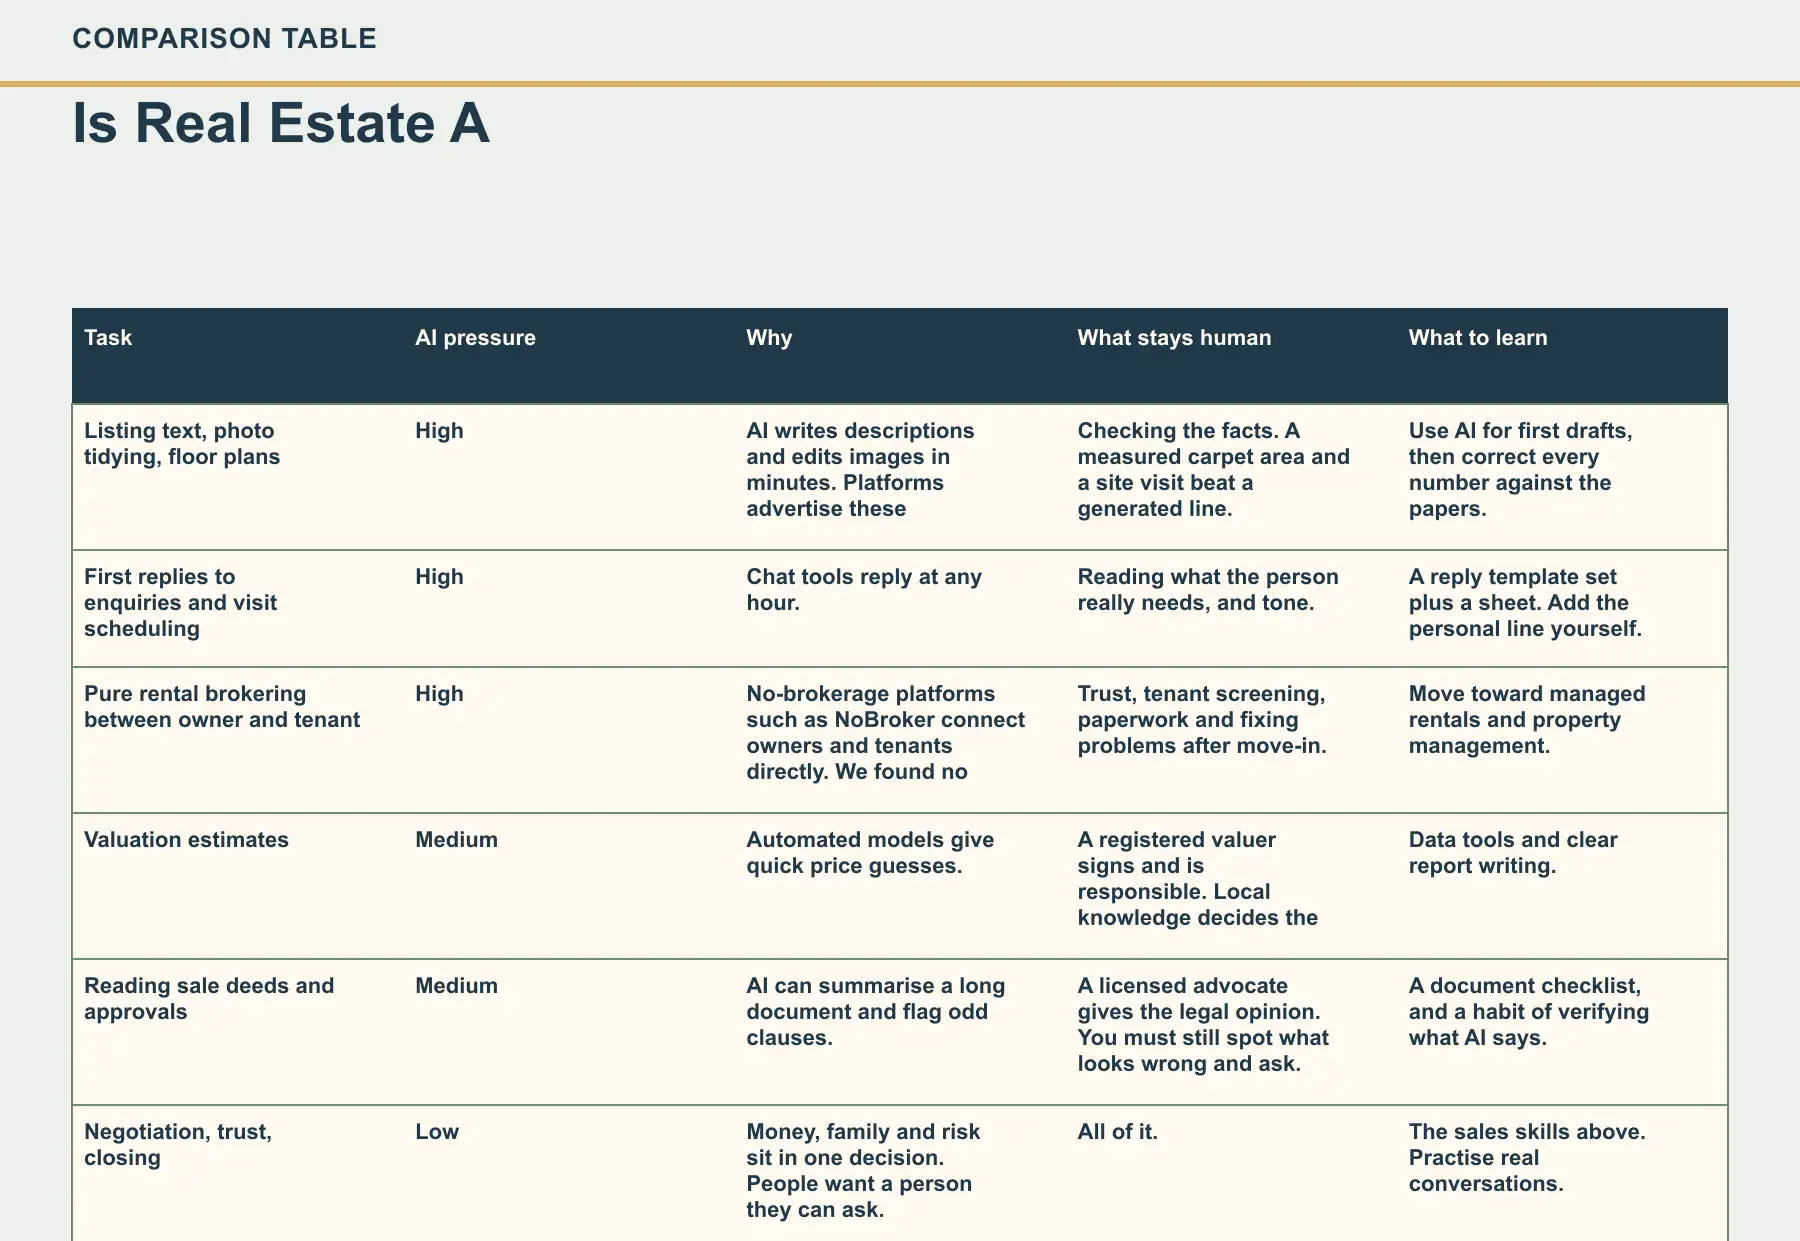 COMPARISON TABLE
Is Real Estate A
Task
AI pressure
Why
What stays human
What to learn
Listing text, photo
tidying, floor plans
High
AI writes descriptions
and edits images in
minutes. Platforms
advertise these
Checking the facts. A
measured carpet area and
a site visit beat a
generated line.
Use AI for first drafts,
then correct every
number against the
papers.
First replies to
enquiries and visit
scheduling
High
Chat tools reply at any
hour.
Reading what the person
really needs, and tone.
A reply template set
plus a sheet. Add the
personal line yourself.
Pure rental brokering
between owner and tenant
High
No-brokerage platforms
such as NoBroker connect
owners and tenants
directly. We found no
Trust, tenant screening,
paperwork and fixing
problems after move-in.
Move toward managed
rentals and property
management.
Valuation estimates
Medium
Automated models give
quick price guesses.
A registered valuer
signs and is
responsible. Local
knowledge decides the
Data tools and clear
report writing.
Reading sale deeds and
approvals
Medium
AI can summarise a long
document and flag odd
clauses.
A licensed advocate
gives the legal opinion.
You must still spot what
looks wrong and ask.
A document checklist,
and a habit of verifying
what AI says.
Negotiation, trust,
closing
Low
Money, family and risk
sit in one decision.
People want a person
they can ask.
All of it.
The sales skills above.
Practise real
conversations.